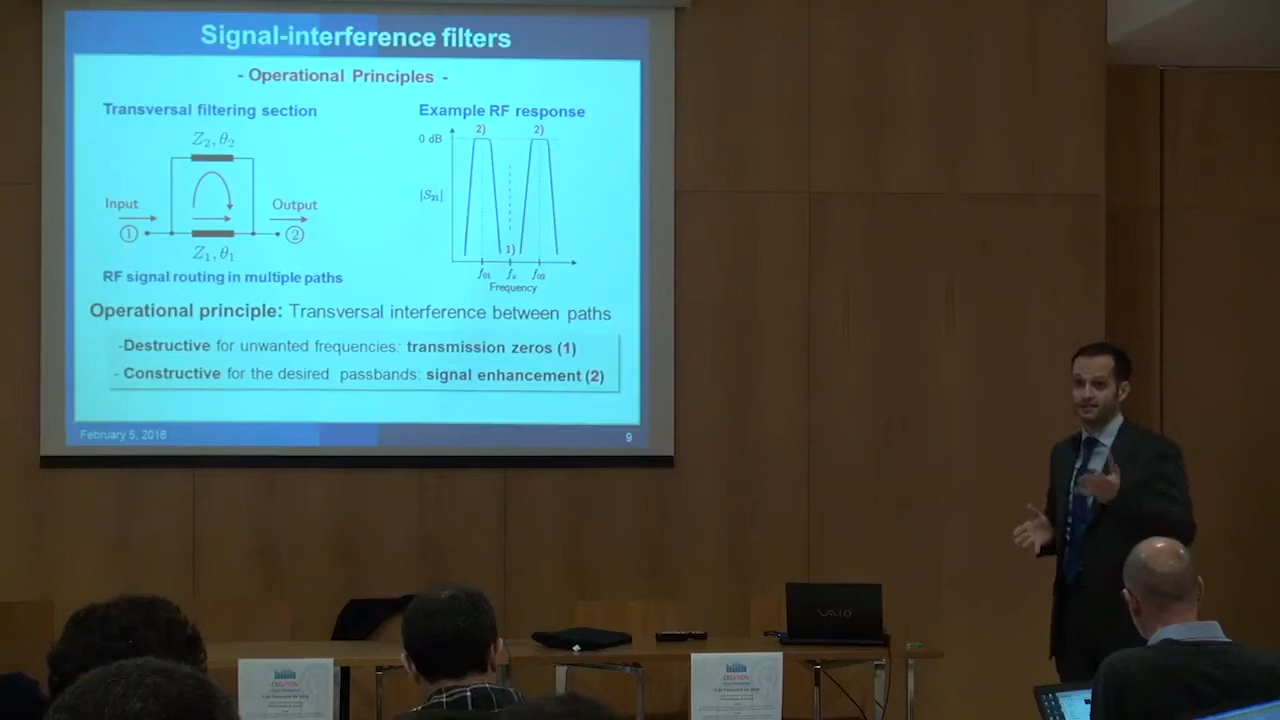 Signal-interference filters
- Operational Principles -
Transversal filtering section
Example RF response
Z₂, θ₂
Input
Output
1
2
Z₁, θ₁
RF signal routing in multiple paths
0 dB
2)
2)
|S₂₁|
1)
f₀₁
f₀₂
Frequency
Operational principle: Transversal interference between paths
-Destructive for unwanted frequencies: transmission zeros (1)
- Constructive for the desired passbands: signal enhancement (2)
February 5, 2016
9
VAIO